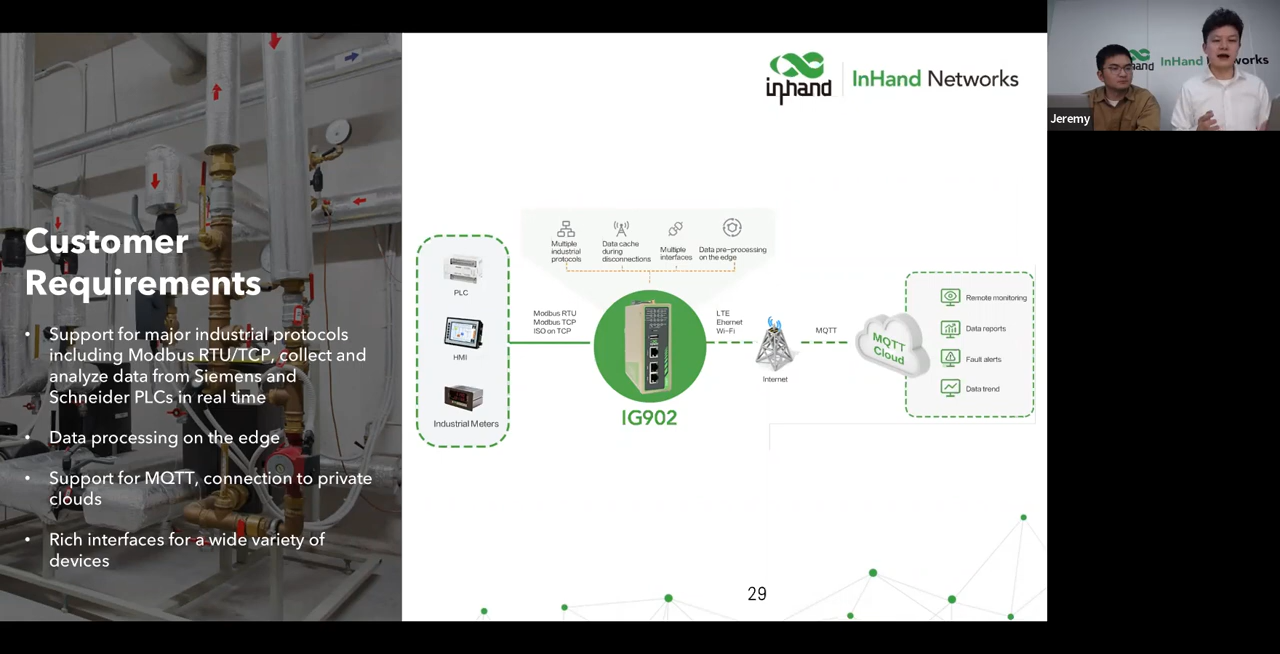 Customer
Requirements
• Support for major industrial protocols
including Modbus RTU/TCP, collect and
analyze data from Siemens and
Schneider PLCs in real time
• Data processing on the edge
• Support for MQTT, connection to private
clouds
• Rich interfaces for a wide variety of
devices
inhand
InHand Networks
Multiple
industrial
protocols
Data cache
during
disconnections
Multiple
interfaces
Data pre-processing
on the edge
PLC
HMI
Industrial Meters
Modbus RTU
Modbus TCP
ISO on TCP
IG902
LTE
Ehernet
Wi-Fi
Internet
MQTT
MQTT
Cloud
Remote monitoring
Data reports
Fault alerts
Data trend
29
InHand
Jeremy